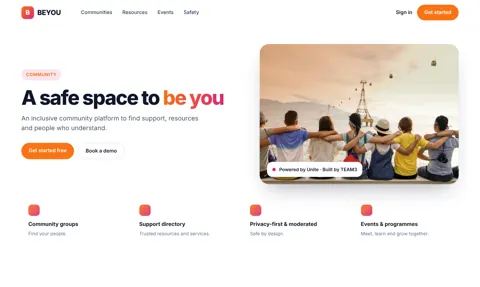 B BEYOU
Communities Resources Events Safety
Sign in Get started
COMMUNITY
A safe space to be you
An inclusive community platform to find support, resources
and people who understand.
Get started free Book a demo
Powered by Unite · Built by TEAM3
Community groups
Find your people.
Support directory
Trusted resources and services.
Privacy-first & moderated
Safe by design.
Events & programmes
Meet, learn and grow together.